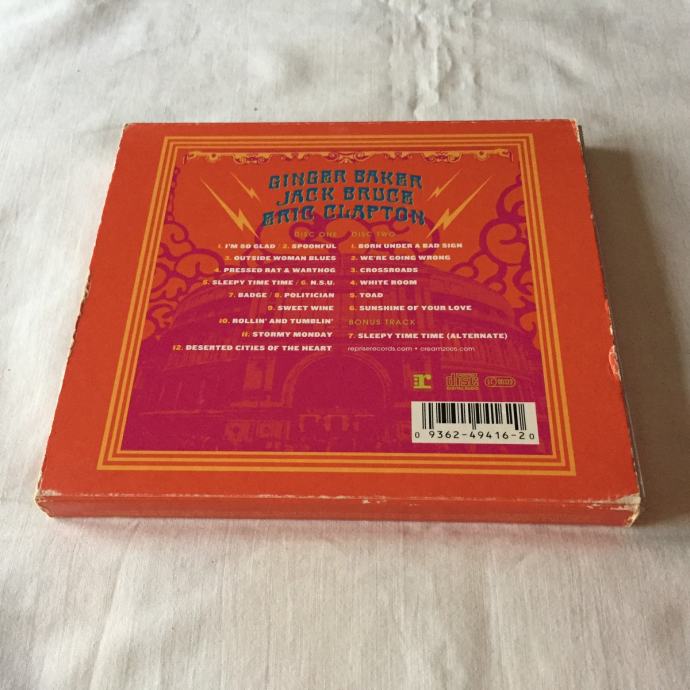 GINGER BAKER
JACK BRUCE
ERIC CLAPTON
DISC ONE
1. I'M SO GLAD / 2. SPOONFUL
3. OUTSIDE WOMAN BLUES
4. PRESSED RAT & WARTHOG
5. SLEEPY TIME TIME / 6. N.S.U.
7. BADGE / 8. POLITICIAN
9. SWEET WINE
10. ROLLIN' AND TUMBLIN'
11. STORMY MONDAY
12. DESERTED CITIES OF THE HEART
DISC TWO
1. BORN UNDER A BAD SIGN
2. WE'RE GOING WRONG
3. CROSSROADS
4. WHITE ROOM
5. TOAD
6. SUNSHINE OF YOUR LOVE
BONUS TRACK
7. SLEEPY TIME TIME (ALTERNATE)
repriserecords.com • cream2005.com
r
disc
DIGITAL AUDIO
0 9362-49416-2 0